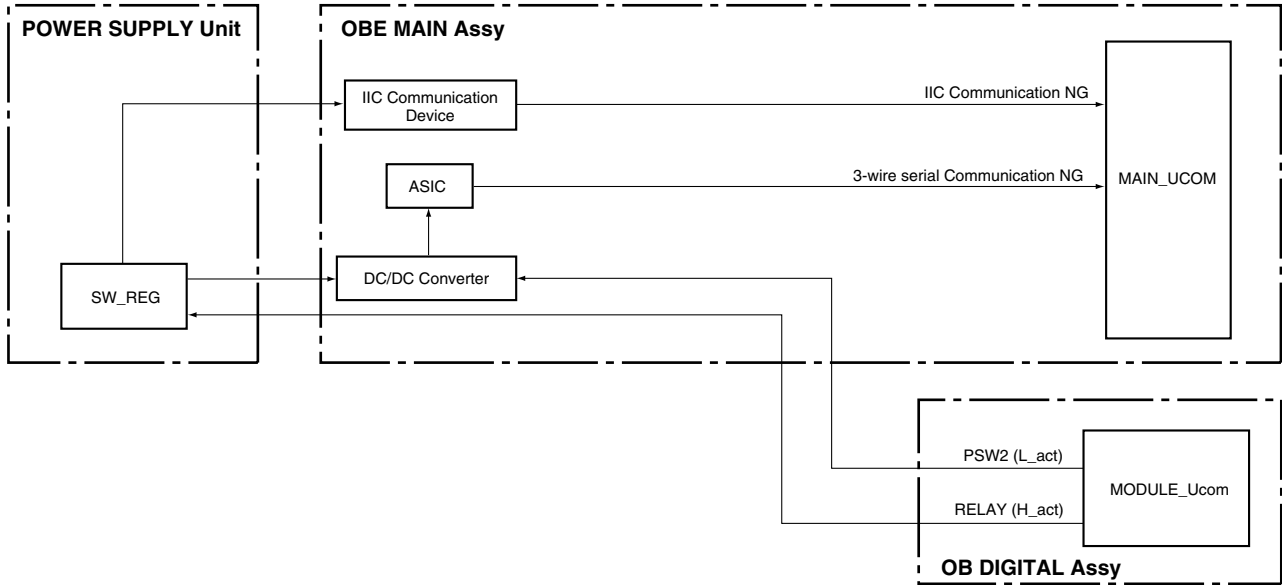 POWER SUPPLY Unit
OBE MAIN Assy
IIC Communication
Device
IIC Communication NG
ASIC
3-wire serial Communication NG
MAIN_UCOM
SW_REG
DC/DC Converter
PSW2 (L_act)
MODULE_Ucom
RELAY (H_act)
OB DIGITAL Assy